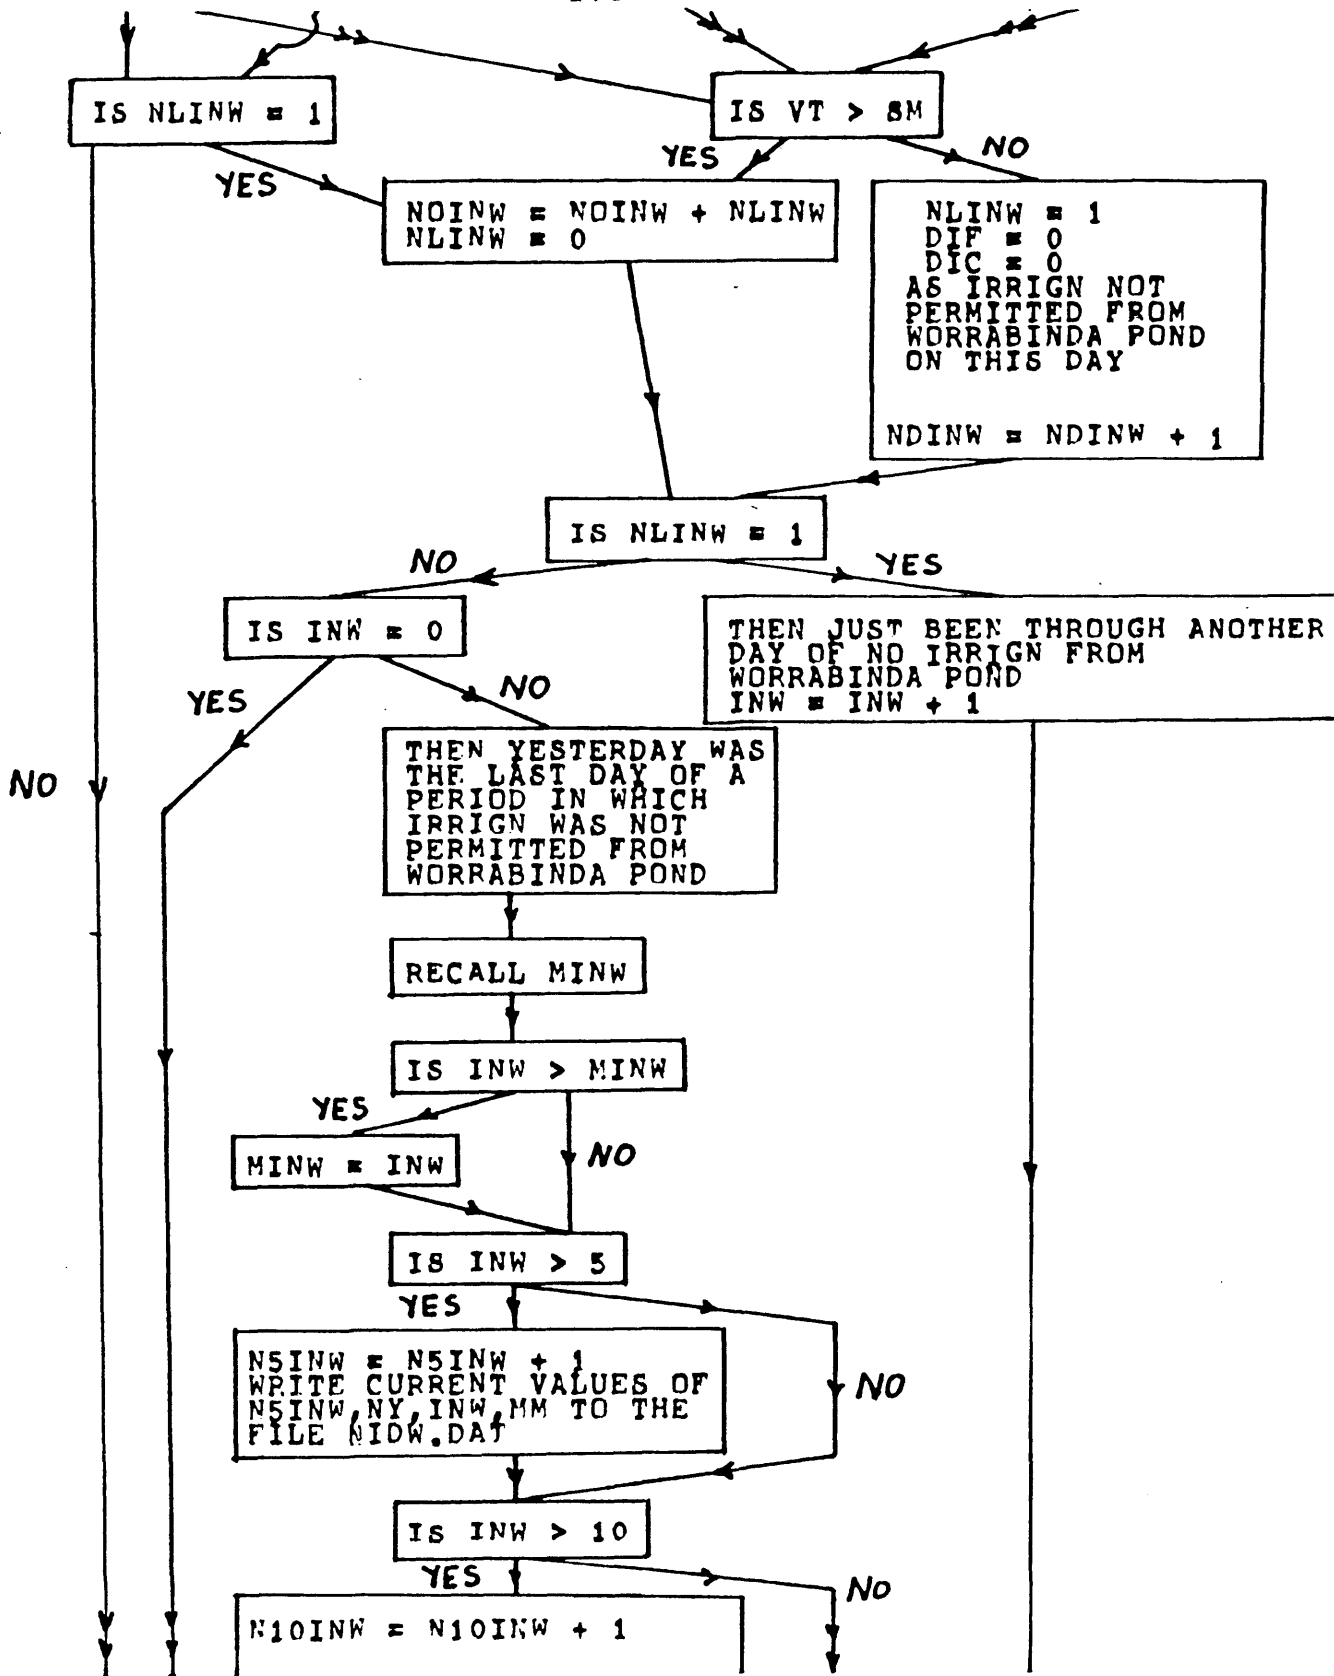 IS NLINW = 1
IS VT > SM
YES
NO
YES
NOINW = NOINW + NLINW
NLINW = 0
NLINW = 1
DIF = 0
DIC = 0
AS IRRIGN NOT
PERMITTED FROM
WORRABINDA POND
ON THIS DAY
NDINW = NDINW + 1
IS NLINW = 1
NO
YES
IS INW = 0
THEN JUST BEEN THROUGH ANOTHER
DAY OF NO IRRIGN FROM
WORRABINDA POND
INW = INW + 1
YES
NO
NO
THEN YESTERDAY WAS
THE LAST DAY OF A
PERIOD IN WHICH
IRRIGN WAS NOT
PERMITTED FROM
WORRABINDA POND
RECALL MINW
IS INW > MINW
YES
NO
MINW = INW
IS INW > 5
YES
NO
N5INW = N5INW + 1
WRITE CURRENT VALUES OF
N5INW,NY,INW,MM TO THE
FILE NIDW.DAT
IS INW > 10
YES
NO
N10INW = N10INW + 1